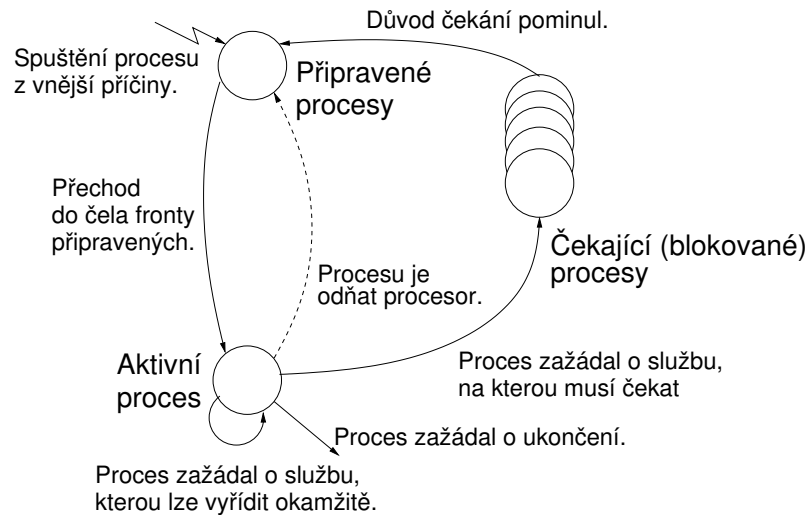 Důvod čekání pominul.
Spuštění procesu
z vnější příčiny.
Připravené
procesy
Přechod
do čela fronty
připravených.
Čekající (blokované)
procesy
Procesu je
odňat procesor.
Aktivní
proces
Proces zažádal o službu,
na kterou musí čekat
Proces zažádal o ukončení.
Proces zažádal o službu,
kterou lze vyřídit okamžitě.